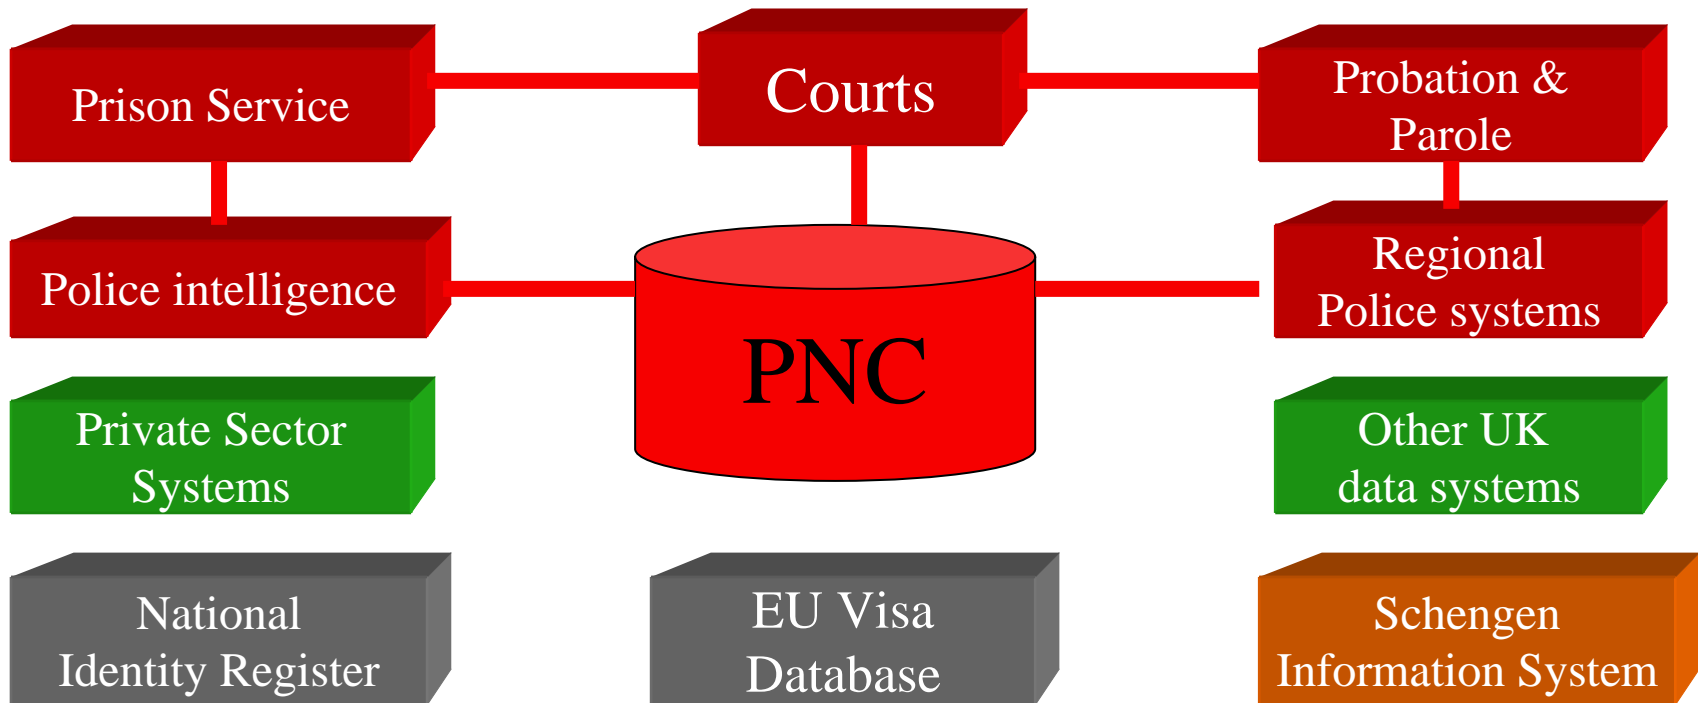 Prison Service
Courts
Probation &
Parole
Police intelligence
PNC
Regional
Police systems
Private Sector
Systems
Other UK
data systems
National
Identity Register
EU Visa
Database
Schengen
Information System